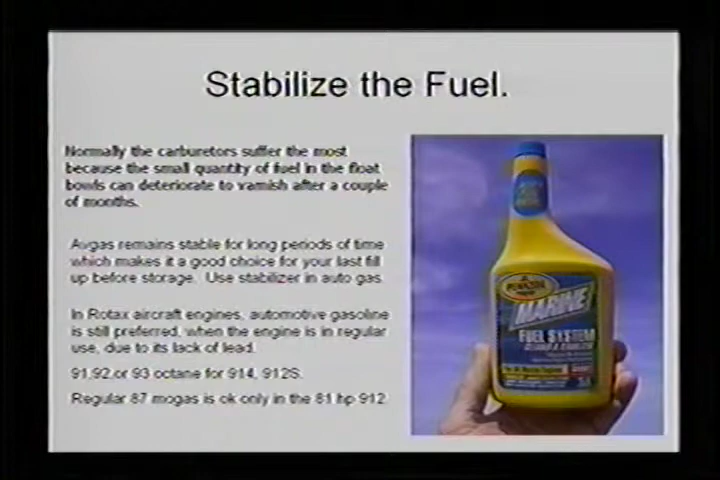 Stabilize the Fuel.
Normally the carburetors suffer the most
because the small quantity of fuel in the float
bowls can deteriorate to varnish after a couple
of months.
Avgas remains stable for long periods of time
which makes it a good choice for your last fill
up before storage. Use stabilizer in auto gas.
In Rotax aircraft engines, automotive gasoline
is still preferred, when the engine is in regular
use, due to its lack of lead.
91,92,or 93 octane for 914, 912S.
Regular 87 mogas is ok only in the 81 hp 912.
PENNZOIL
MARINE
FUEL SYSTEM